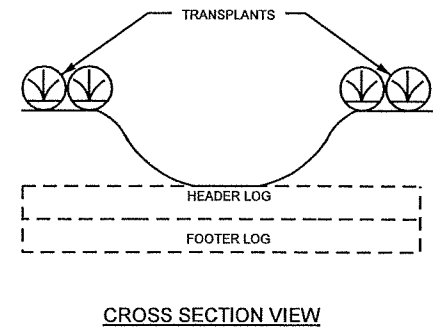 TRANSPLANTS
HEADER LOG
FOOTER LOG
CROSS SECTION VIEW